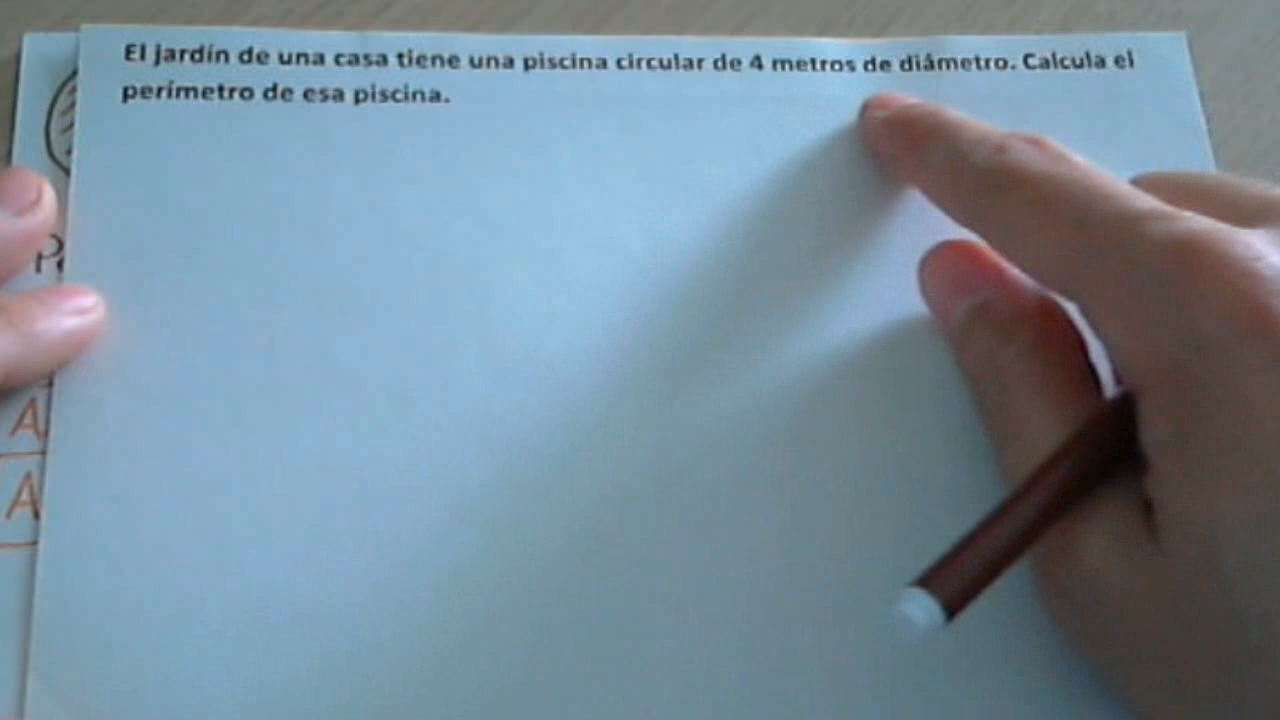 El jardín de una casa tiene una piscina circular de 4 metros de diámetro. Calcula el
perímetro de esa piscina.
P
A
A